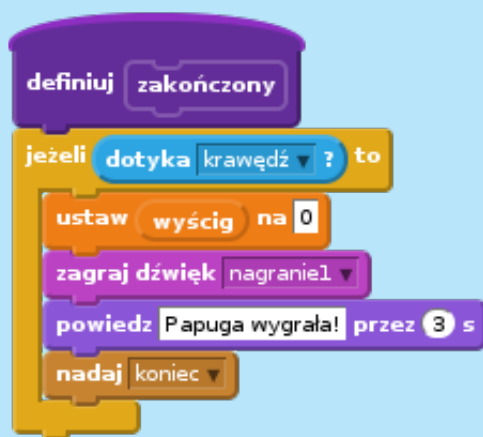 definiuj zakończony
jeżeli dotyka krawędź ? to
ustaw wyścig na 0
zagraj dźwięk nagranie1
powiedz Papuga wygrała! przez 3 s
nadaj koniec